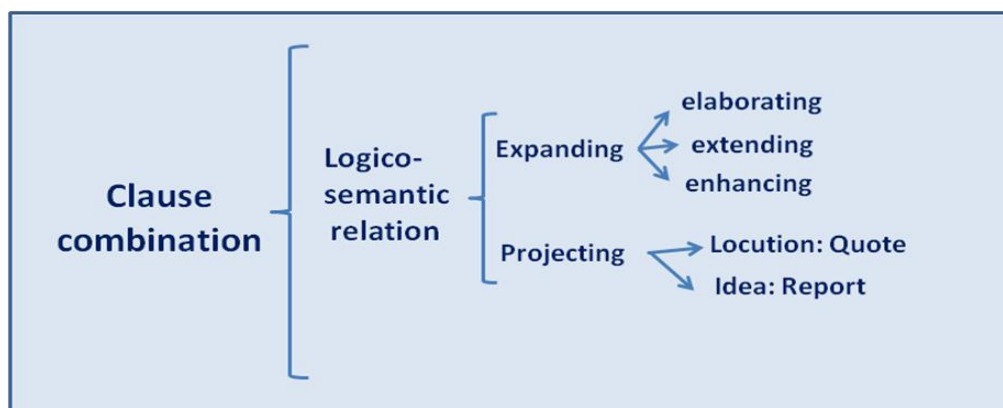 Clause
combination
Logico-
semantic
relation
Expanding
elaborating
extending
enhancing
Projecting
Locution: Quote
Idea: Report